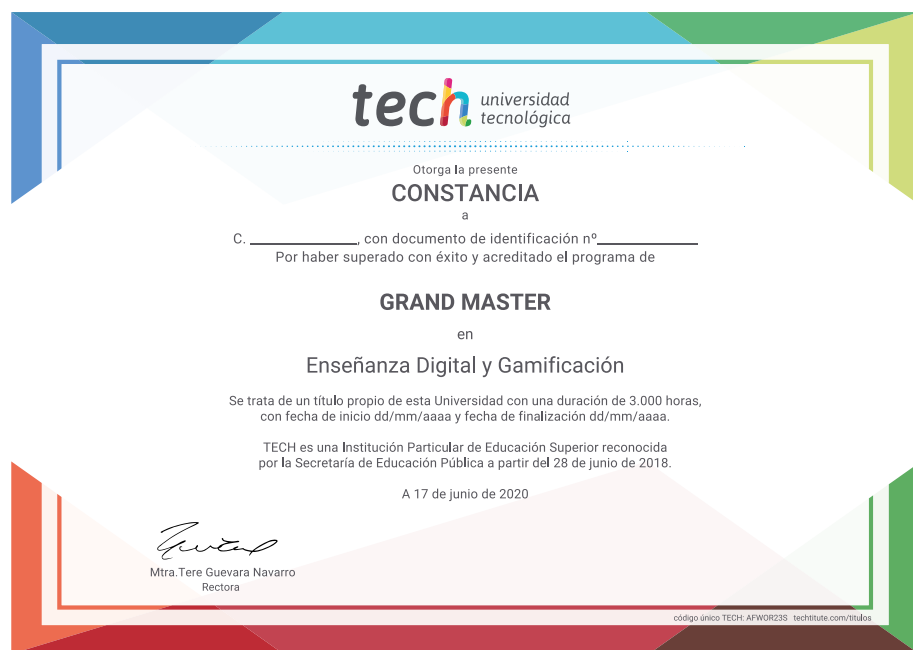 tech universidad
tecnológica
Otorga la presente
CONSTANCIA
a
C. ____________, con documento de identificación nº____________
Por haber superado con éxito y acreditado el programa de
GRAND MASTER
en
Enseñanza Digital y Gamificación
Se trata de un título propio de esta Universidad con una duración de 3.000 horas,
con fecha de inicio dd/mm/aaaa y fecha de finalización dd/mm/aaaa.
TECH es una Institución Particular de Educación Superior reconocida
por la Secretaría de Educación Pública a partir del 28 de junio de 2018.
A 17 de junio de 2020
Mtra.Tere Guevara Navarro
Rectora
código único TECH: AFWOR23S techtitute.com/titulos